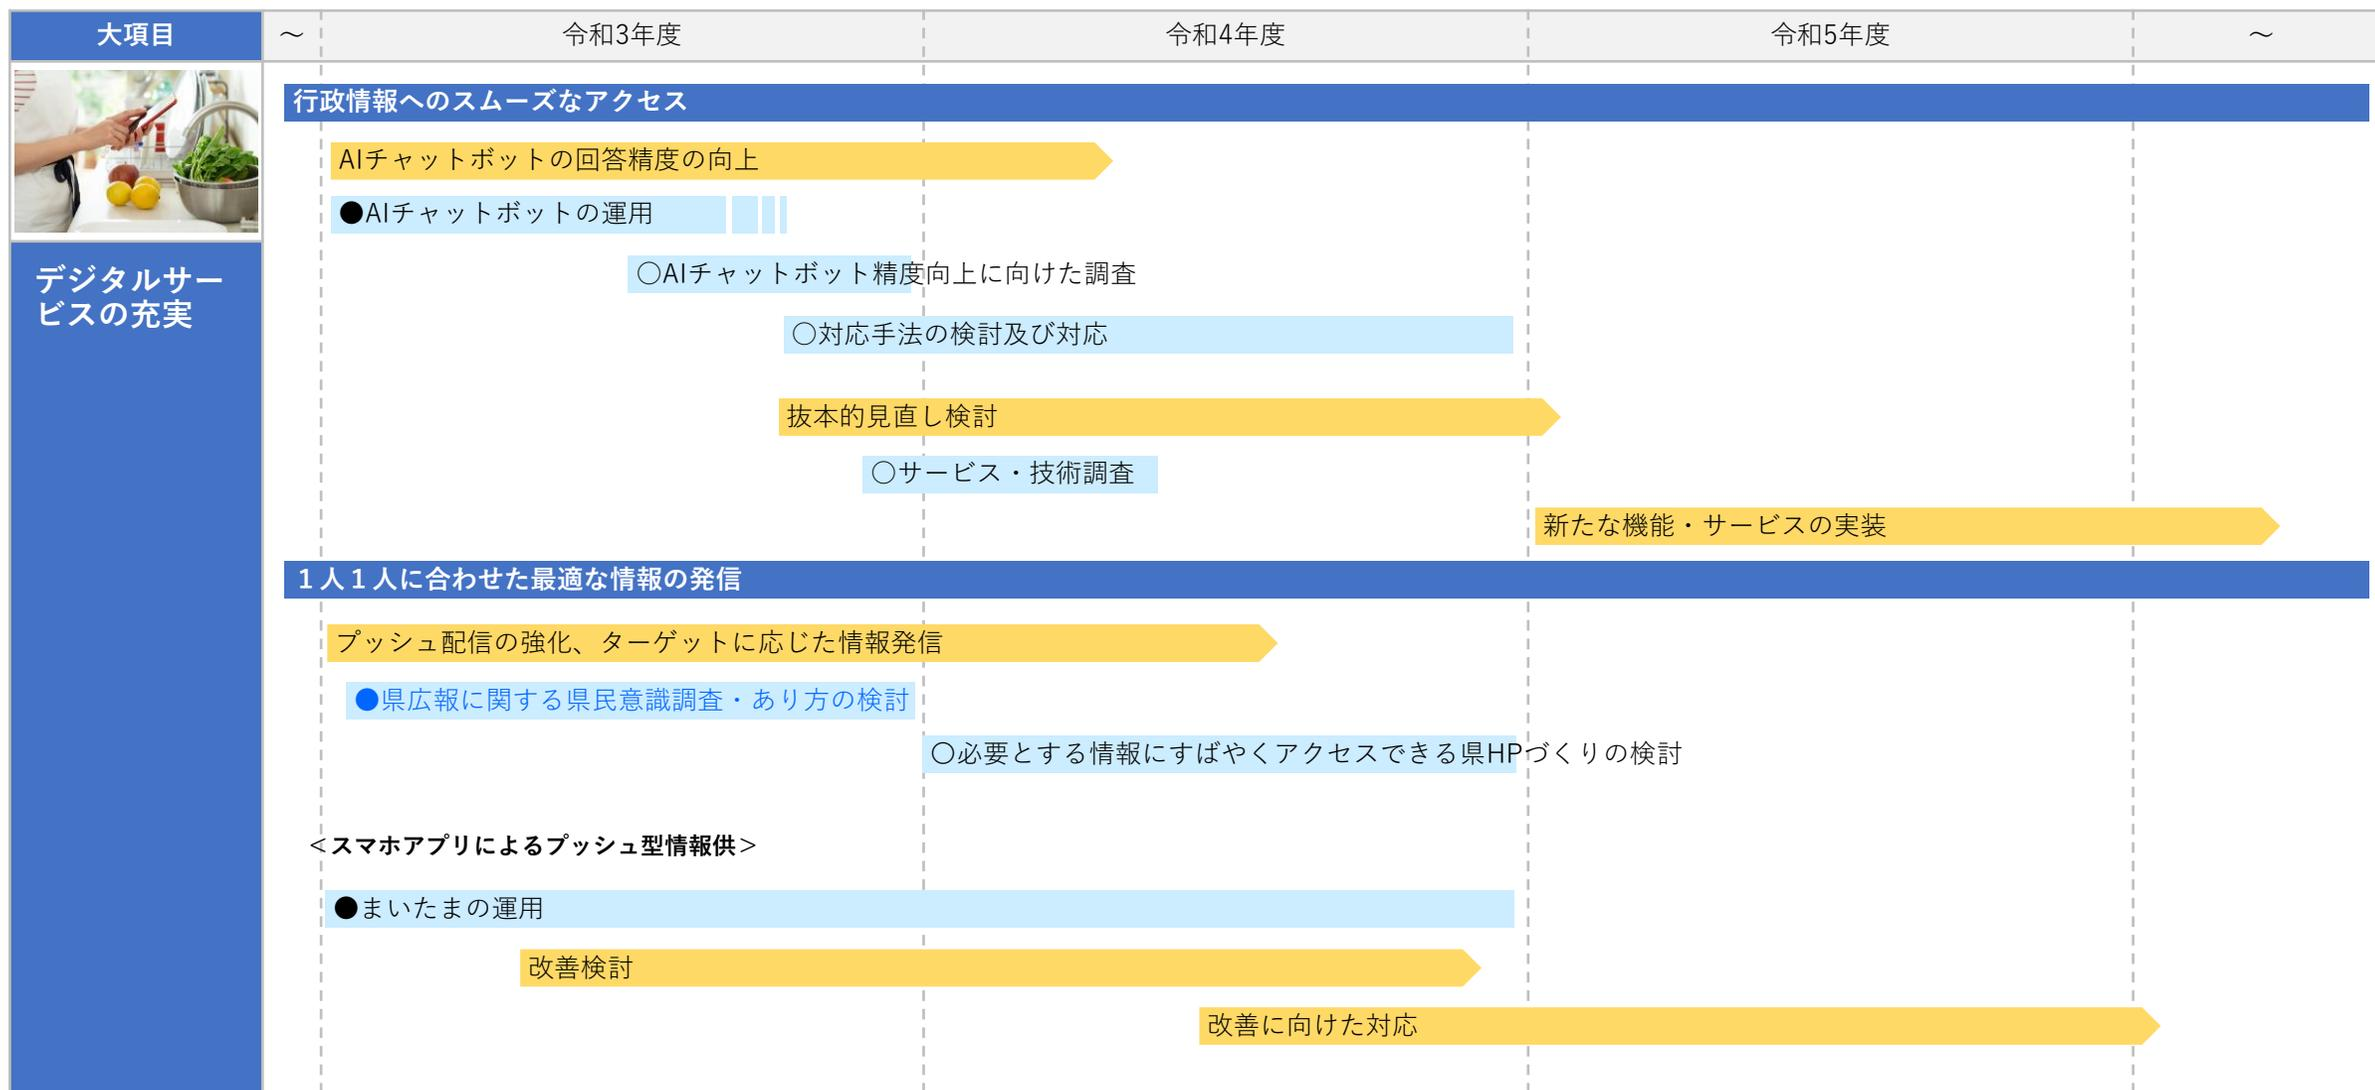 大項目
～
令和3年度
令和4年度
令和5年度
～
デジタルサー
ビスの充実
行政情報へのスムーズなアクセス
AIチャットボットの回答精度の向上
●AIチャットボットの運用
○AIチャットボット精度向上に向けた調査
○対応手法の検討及び対応
抜本的見直し検討
○サービス・技術調査
新たな機能・サービスの実装
１人１人に合わせた最適な情報の発信
プッシュ配信の強化、ターゲットに応じた情報発信
●県広報に関する県民意識調査・あり方の検討
○必要とする情報にすばやくアクセスできる県HPづくりの検討
＜スマホアプリによるプッシュ型情報供＞
●まいたまの運用
改善検討
改善に向けた対応